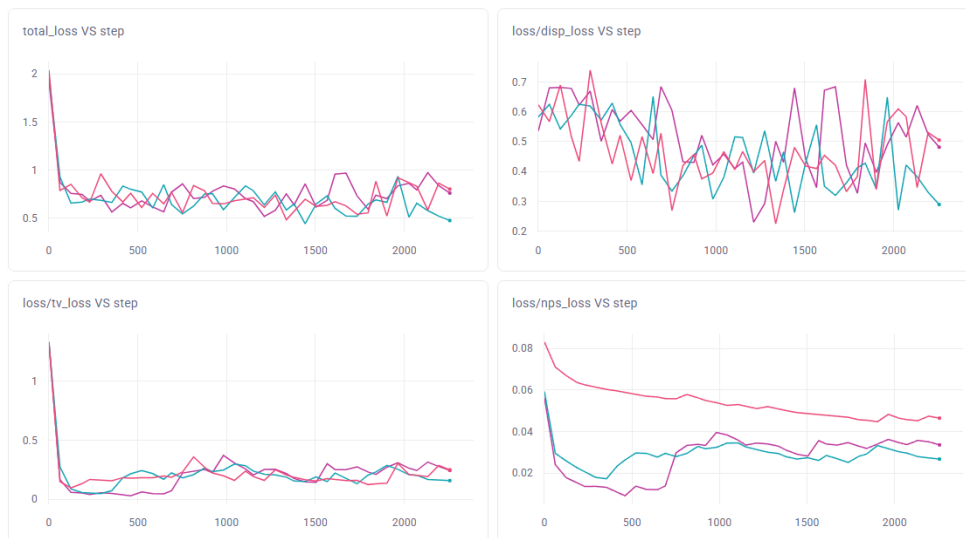 total_loss VS step
2
1.5
1
0.5
0 500 1000 1500 2000
loss/disp_loss VS step
0.7
0.6
0.5
0.4
0.3
0.2
0 500 1000 1500 2000
loss/tv_loss VS step
1
0.5
0
0 500 1000 1500 2000
loss/nps_loss VS step
0.08
0.06
0.04
0.02
0 500 1000 1500 2000